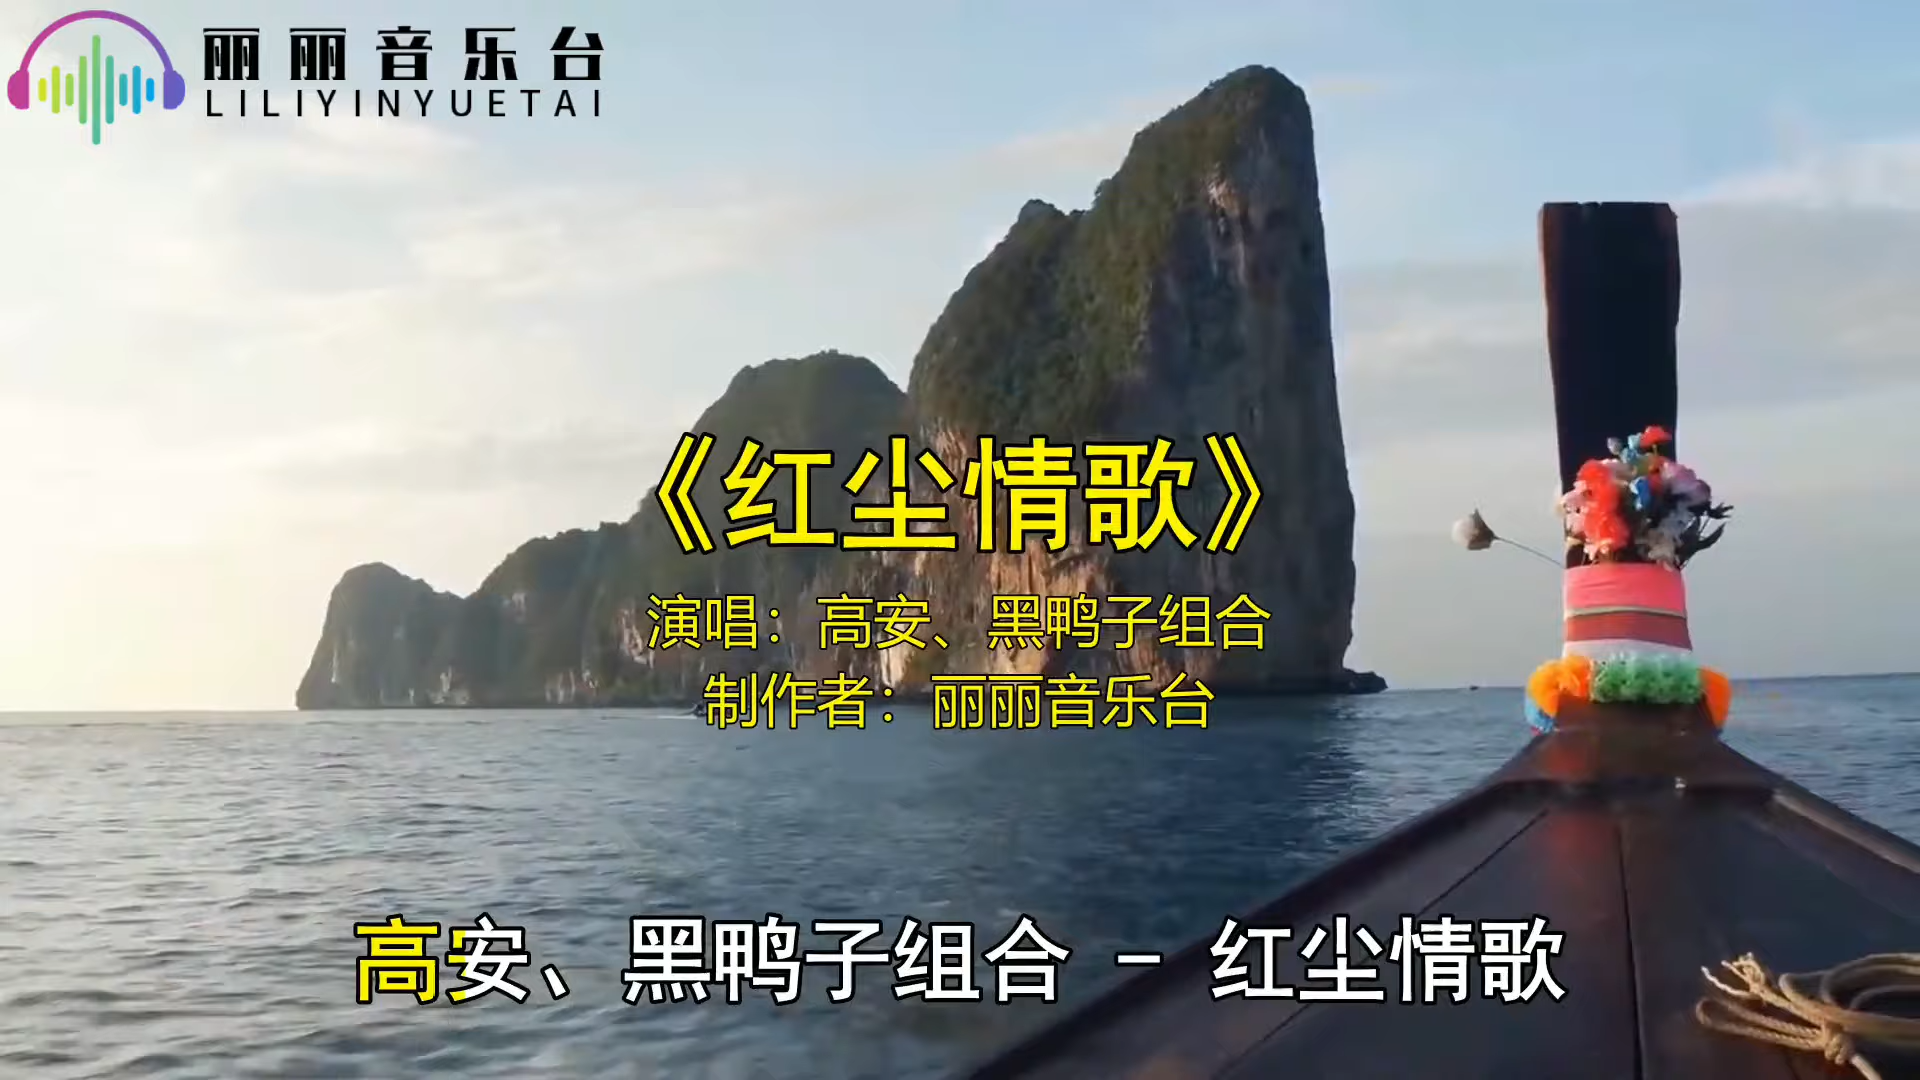 丽丽音乐台
LILIYINYUETAI
《红尘情歌》
演唱：高安、黑鸭子组合
制作者：丽丽音乐台
高安、黑鸭子组合 - 红尘情歌